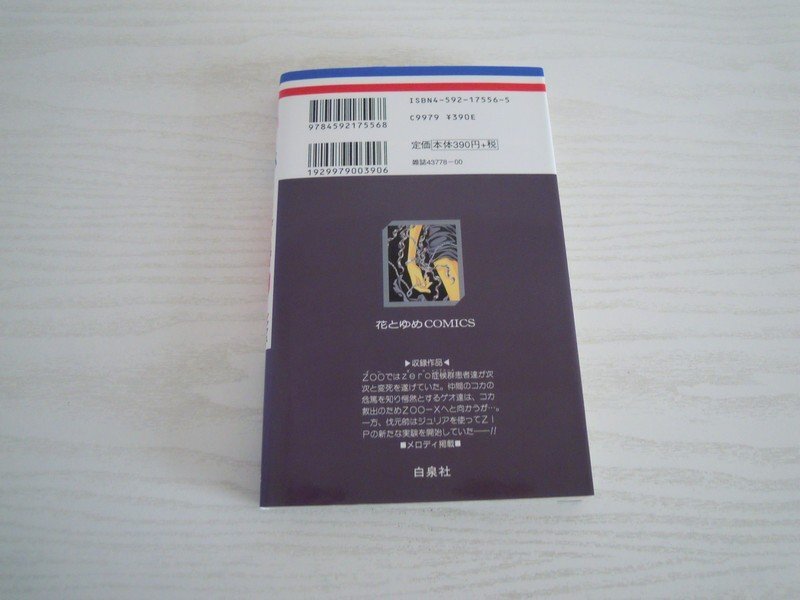 ISBN4-592-17556-5
9784592175568
C9979 ¥390E
定価 本体390円+税
雑誌43778-00
1929979003906
花とゆめCOMICS
▶収録作品◀
ZOOではzero症候群患者達が次
次と変死を遂げていた。仲間のコカの
危篤を知り愕然とするゲオ達は、コカ
救出のためZOO-Xへと向かうが…。
一方、伐元前はジュリアを使ってZI
Pの新たな実験を開始していた――!!
■メロディ掲載■
白泉社